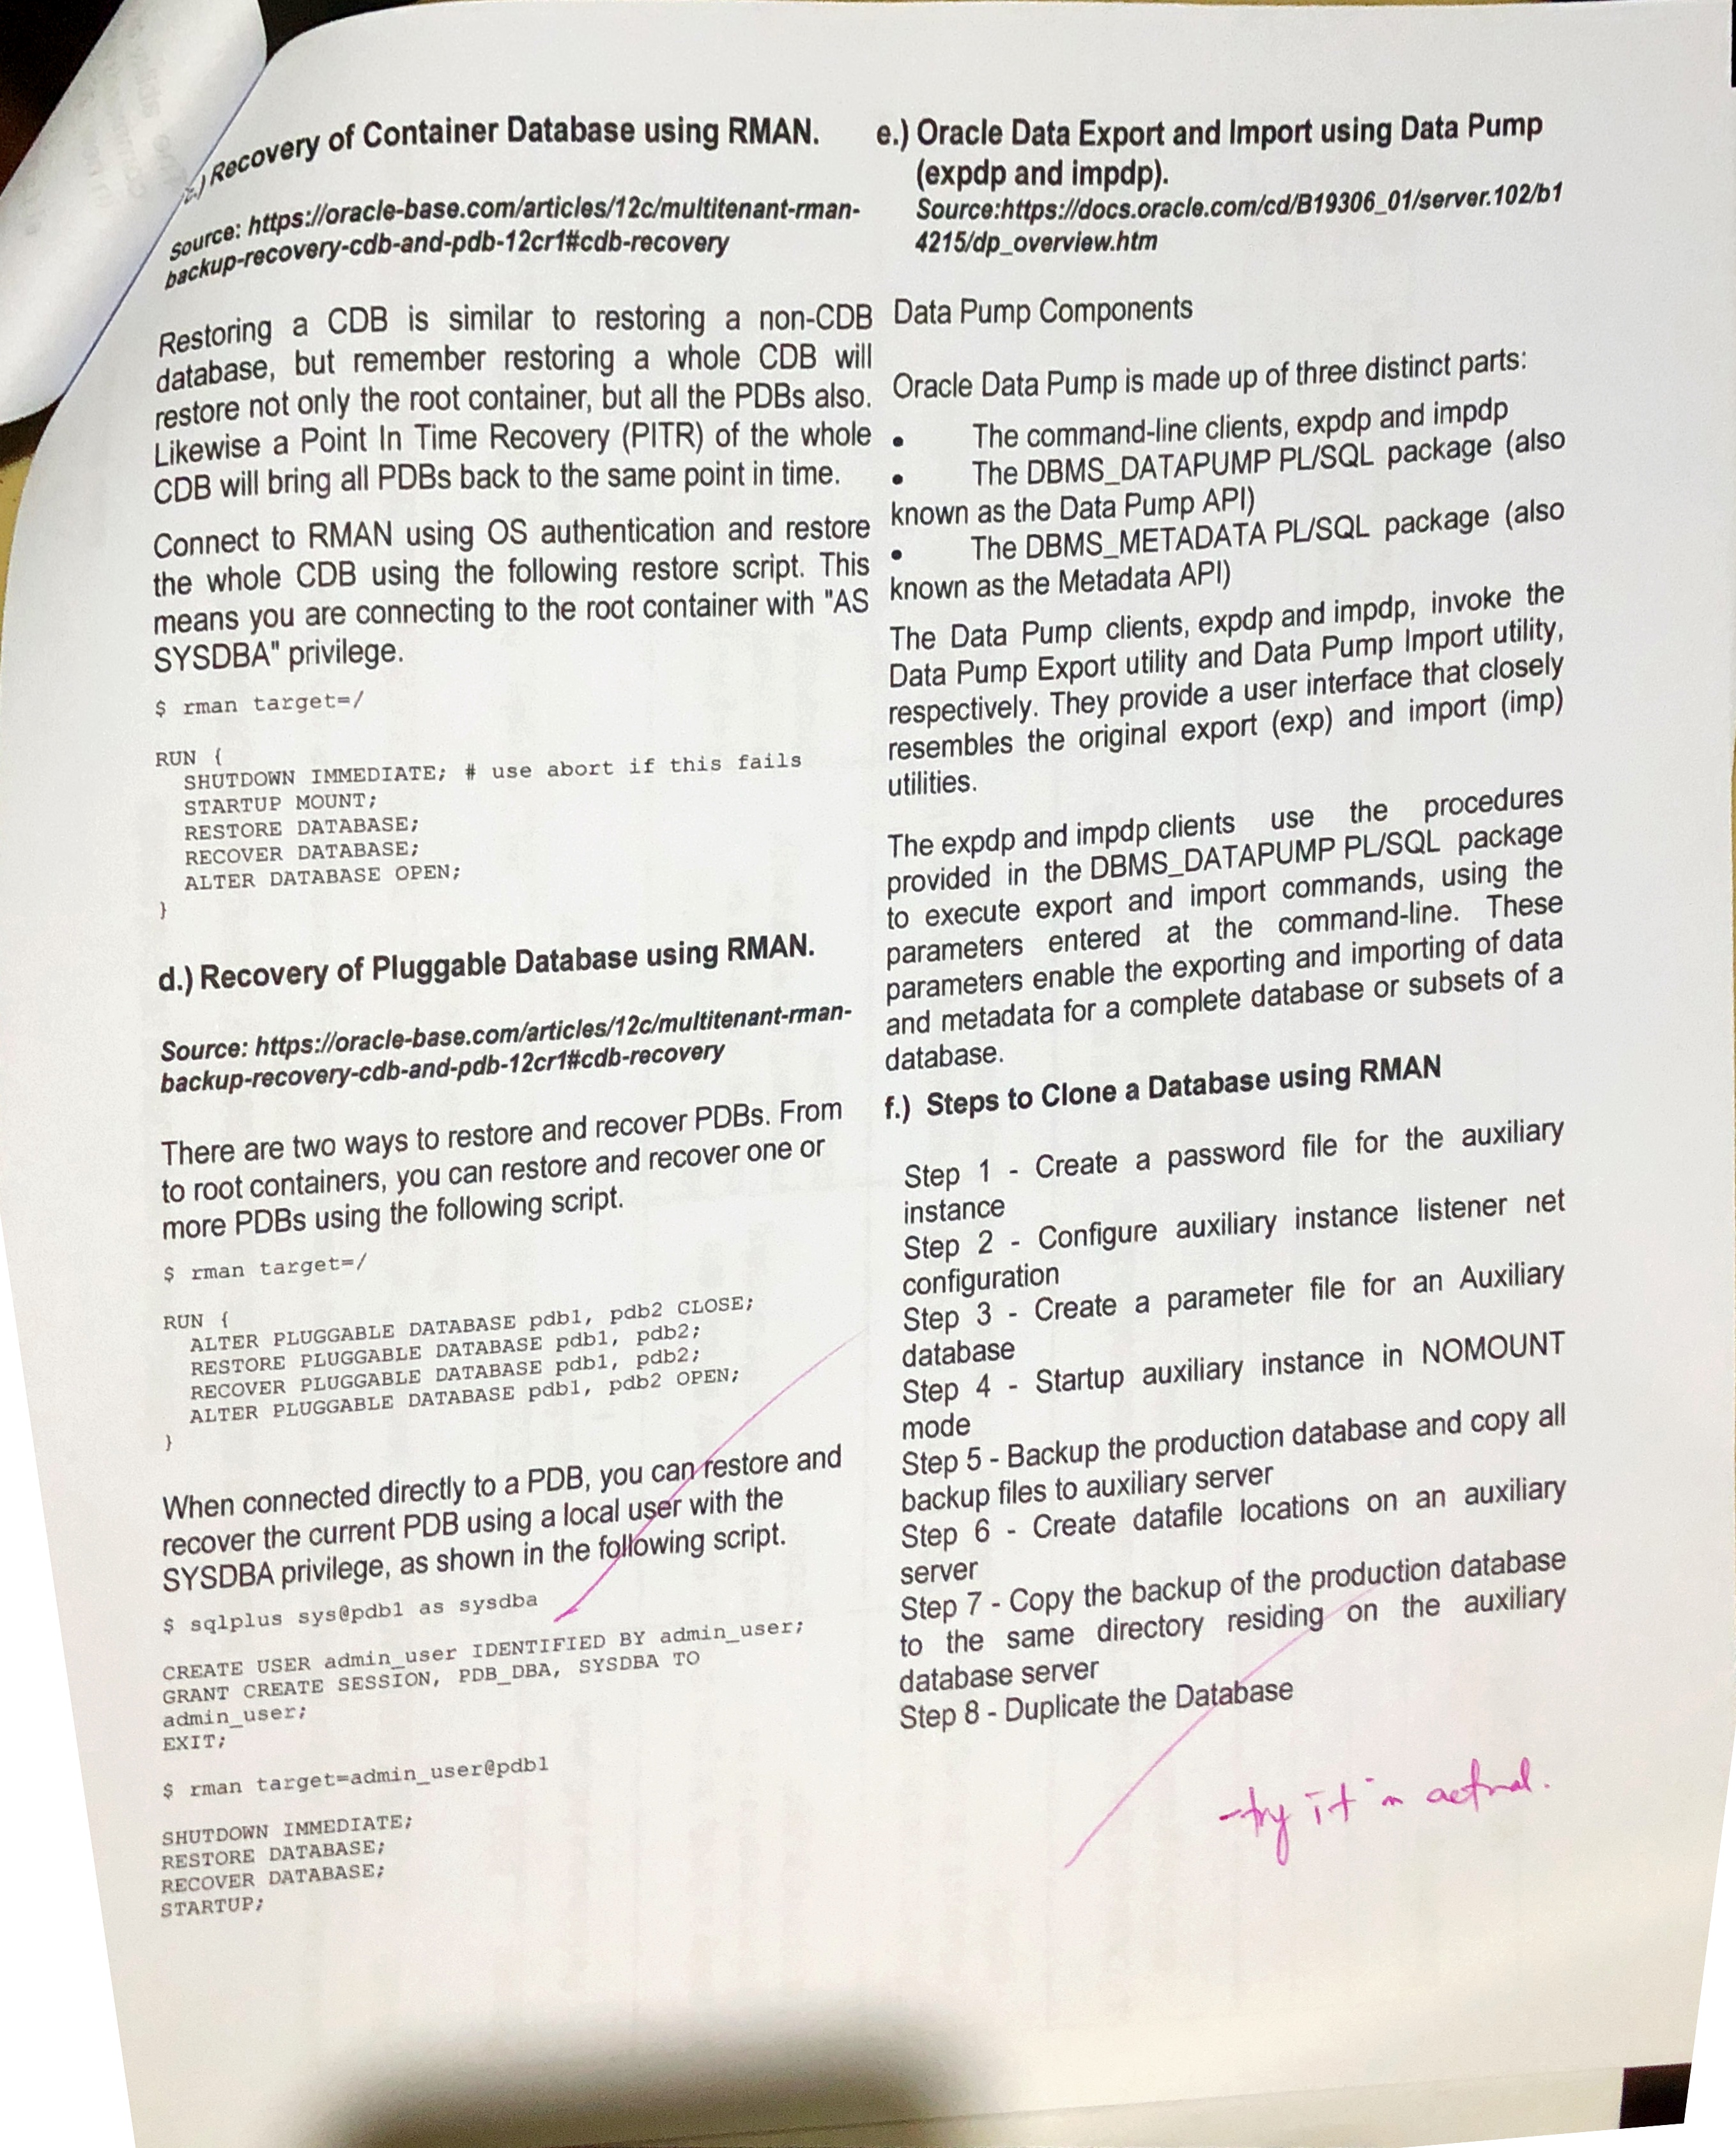 c.) Recovery of Container Database using RMAN.
Source: https://oracle-base.com/articles/12c/multitenant-rman-
backup-recovery-cdb-and-pdb-12cr1#cdb-recovery
Restoring a CDB is similar to restoring a non-CDB
database, but remember restoring a whole CDB will
restore not only the root container, but all the PDBs also.
Likewise a Point In Time Recovery (PITR) of the whole
CDB will bring all PDBs back to the same point in time.
Connect to RMAN using OS authentication and restore
the whole CDB using the following restore script. This
means you are connecting to the root container with "AS
SYSDBA" privilege.
$ rman target=/
RUN {
SHUTDOWN IMMEDIATE; # use abort if this fails
STARTUP MOUNT;
RESTORE DATABASE;
RECOVER DATABASE;
ALTER DATABASE OPEN;
}
d.) Recovery of Pluggable Database using RMAN.
Source: https://oracle-base.com/articles/12c/multitenant-rman-
backup-recovery-cdb-and-pdb-12cr1#cdb-recovery
There are two ways to restore and recover PDBs. From
to root containers, you can restore and recover one or
more PDBs using the following script.
$ rman target=/
RUN {
ALTER PLUGGABLE DATABASE pdb1, pdb2 CLOSE;
RESTORE PLUGGABLE DATABASE pdb1, pdb2;
RECOVER PLUGGABLE DATABASE pdb1, pdb2;
ALTER PLUGGABLE DATABASE pdb1, pdb2 OPEN;
}
When connected directly to a PDB, you can restore and
recover the current PDB using a local user with the
SYSDBA privilege, as shown in the following script.
$ sqlplus sys@pdb1 as sysdba
CREATE USER admin_user IDENTIFIED BY admin_user;
GRANT CREATE SESSION, PDB_DBA, SYSDBA TO
admin_user;
EXIT;
$ rman target=admin_user@pdb1
SHUTDOWN IMMEDIATE;
RESTORE DATABASE;
RECOVER DATABASE;
STARTUP;
e.) Oracle Data Export and Import using Data Pump
(expdp and impdp).
Source:https://docs.oracle.com/cd/B19306_01/server.102/b1
4215/dp_overview.htm
Data Pump Components
Oracle Data Pump is made up of three distinct parts:
• The command-line clients, expdp and impdp
• The DBMS_DATAPUMP PL/SQL package (also
known as the Data Pump API)
• The DBMS_METADATA PL/SQL package (also
known as the Metadata API)
The Data Pump clients, expdp and impdp, invoke the
Data Pump Export utility and Data Pump Import utility,
respectively. They provide a user interface that closely
resembles the original export (exp) and import (imp)
utilities.
The expdp and impdp clients use the procedures
provided in the DBMS_DATAPUMP PL/SQL package
to execute export and import commands, using the
parameters entered at the command-line. These
parameters enable the exporting and importing of data
and metadata for a complete database or subsets of a
database.
f.) Steps to Clone a Database using RMAN
Step 1 - Create a password file for the auxiliary
instance
Step 2 - Configure auxiliary instance listener net
configuration
Step 3 - Create a parameter file for an Auxiliary
database
Step 4 - Startup auxiliary instance in NOMOUNT
mode
Step 5 - Backup the production database and copy all
backup files to auxiliary server
Step 6 - Create datafile locations on an auxiliary
server
Step 7 - Copy the backup of the production database
to the same directory residing on the auxiliary
database server
Step 8 - Duplicate the Database
- try it in actual.